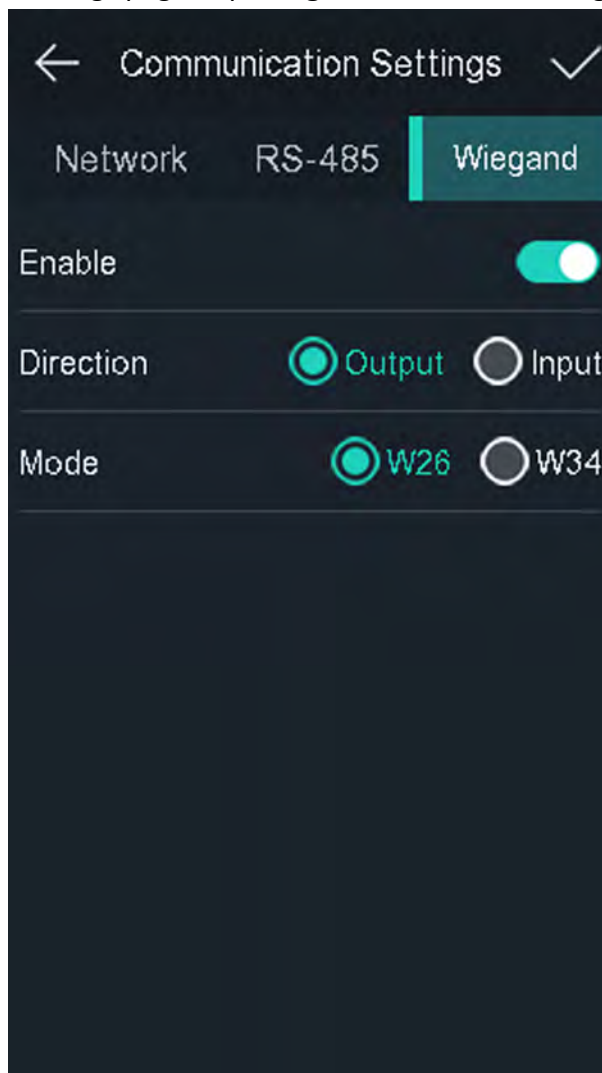 Communication Settings
Network RS-485 Wiegand
Enable
Direction Output Input
Mode W26 W34